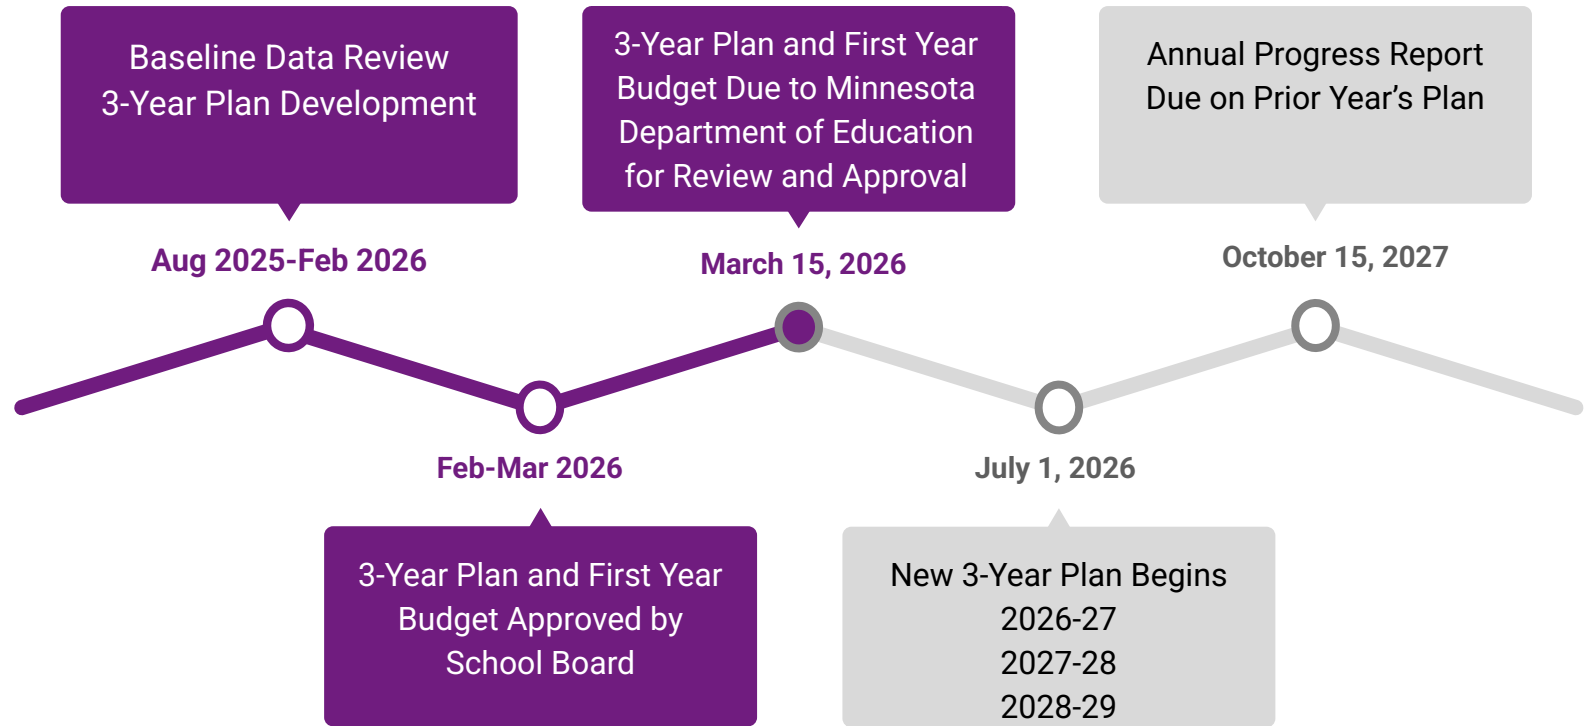 Baseline Data Review
3-Year Plan Development
Aug 2025-Feb 2026
3-Year Plan and First Year
Budget Approved by
School Board
Feb-Mar 2026
3-Year Plan and First Year
Budget Due to Minnesota
Department of Education
for Review and Approval
March 15, 2026
July 1, 2026
New 3-Year Plan Begins
2026-27
2027-28
2028-29
Annual Progress Report
Due on Prior Year’s Plan
October 15, 2027